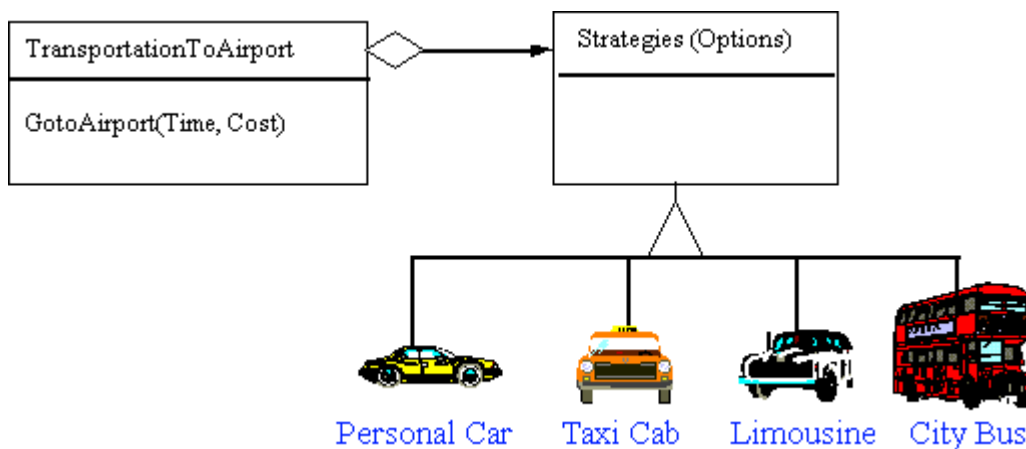 TransportationToAirport
Strategies (Options)
GotoAirport(Time, Cost)
Personal Car
Taxi Cab
Limousine
City Bus